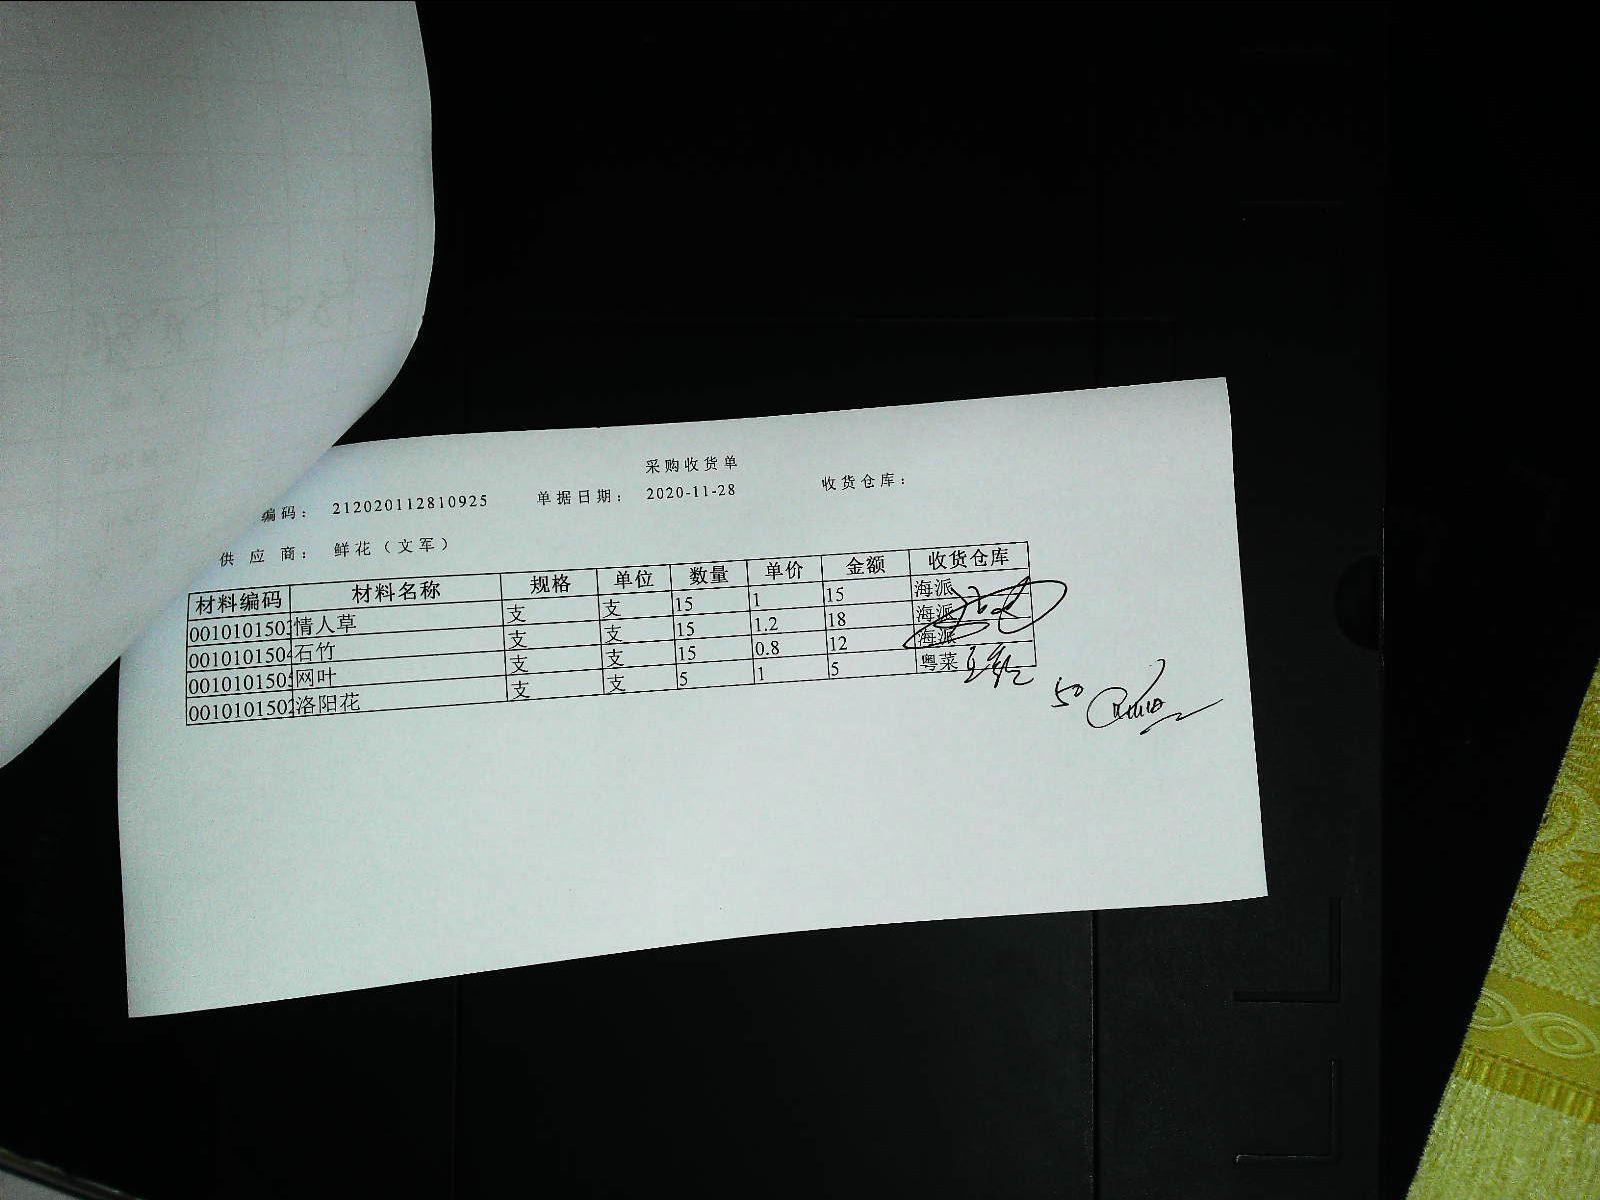 采购收货单
编码： 212020112810925 单据日期： 2020-11-28 收货仓库：
供应商： 鲜花（文军）
材料编码 材料名称 规格 单位 数量 单价 金额 收货仓库
0010101503 情人草 支 支 15 1 15 海派
0010101504 石竹 支 支 15 1.2 18 海派
0010101505 网叶 支 支 15 0.8 12 海派
0010101502 洛阳花 支 支 5 1 5 粤菜
50